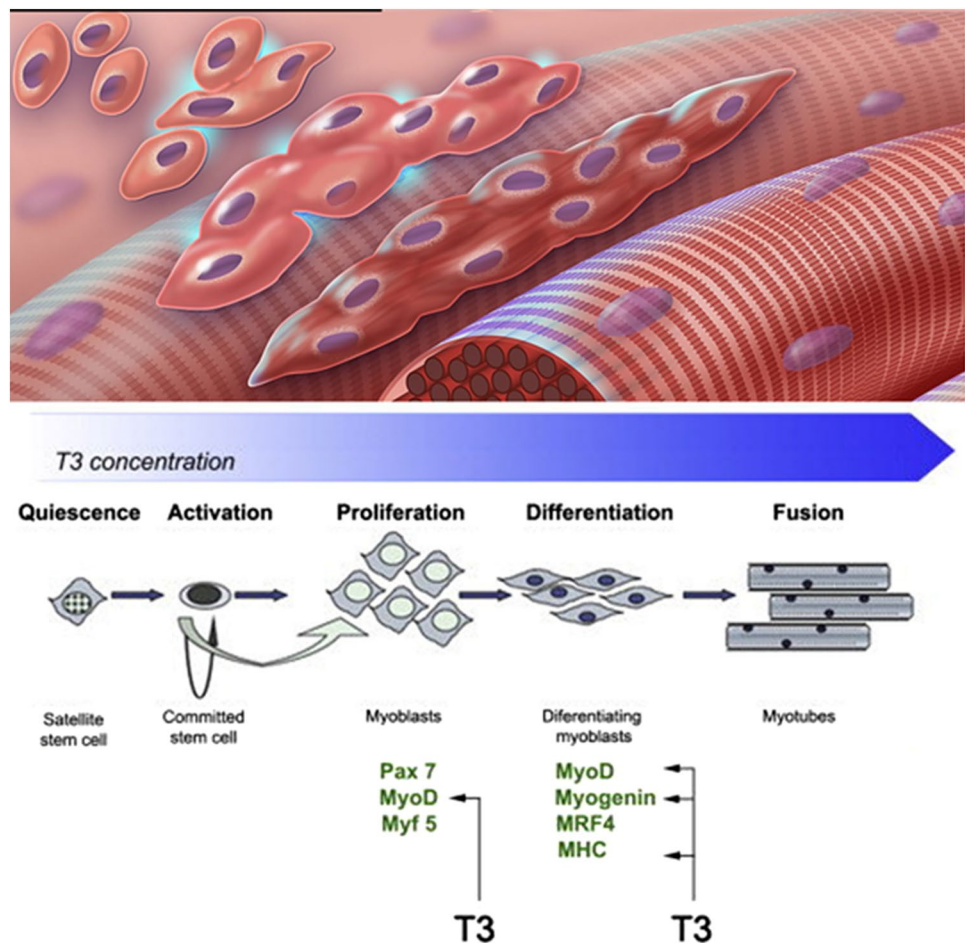 T3 concentration
Quiescence Activation Proliferation Differentiation Fusion
Satellite
stem cell
Committed
stem cell
Myoblasts
Diferentiating
myoblasts
Myotubes
Pax 7
MyoD
Myf 5
MyoD
Myogenin
MRF4
MHC
T3
T3